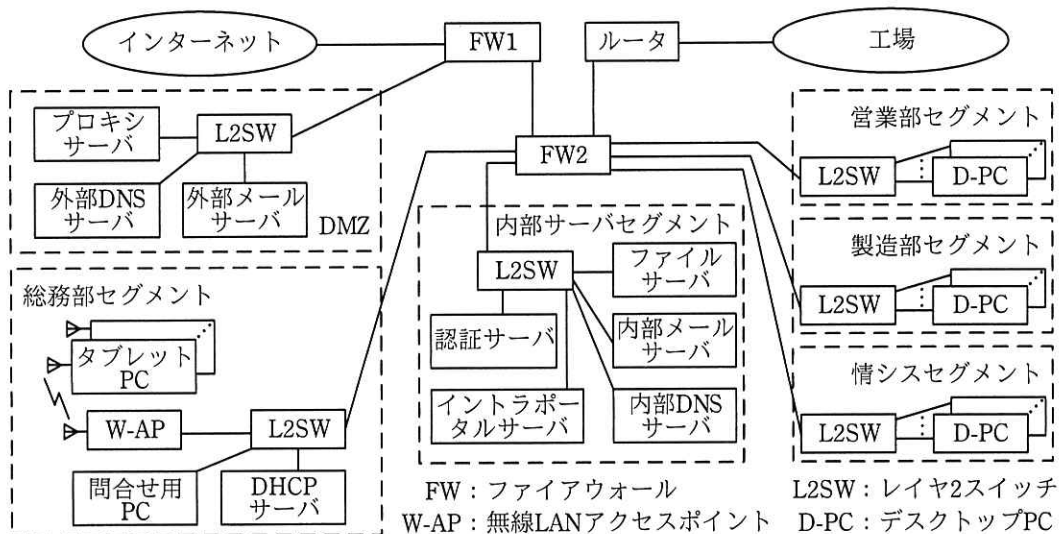 インターネット
FW1
ルータ
工場
プロキシ
サーバ
L2SW
外部DNS
サーバ
外部メール
サーバ
DMZ
FW2
営業部セグメント
L2SW
D-PC
製造部セグメント
L2SW
D-PC
情シスセグメント
L2SW
D-PC
内部サーバセグメント
L2SW
ファイル
サーバ
認証サーバ
内部メール
サーバ
イントラポー
タルサーバ
内部DNS
サーバ
総務部セグメント
タブレット
PC
W-AP
L2SW
問合せ用
PC
DHCP
サーバ
FW：ファイアウォール
L2SW：レイヤ2スイッチ
W-AP：無線LANアクセスポイント
D-PC：デスクトップPC